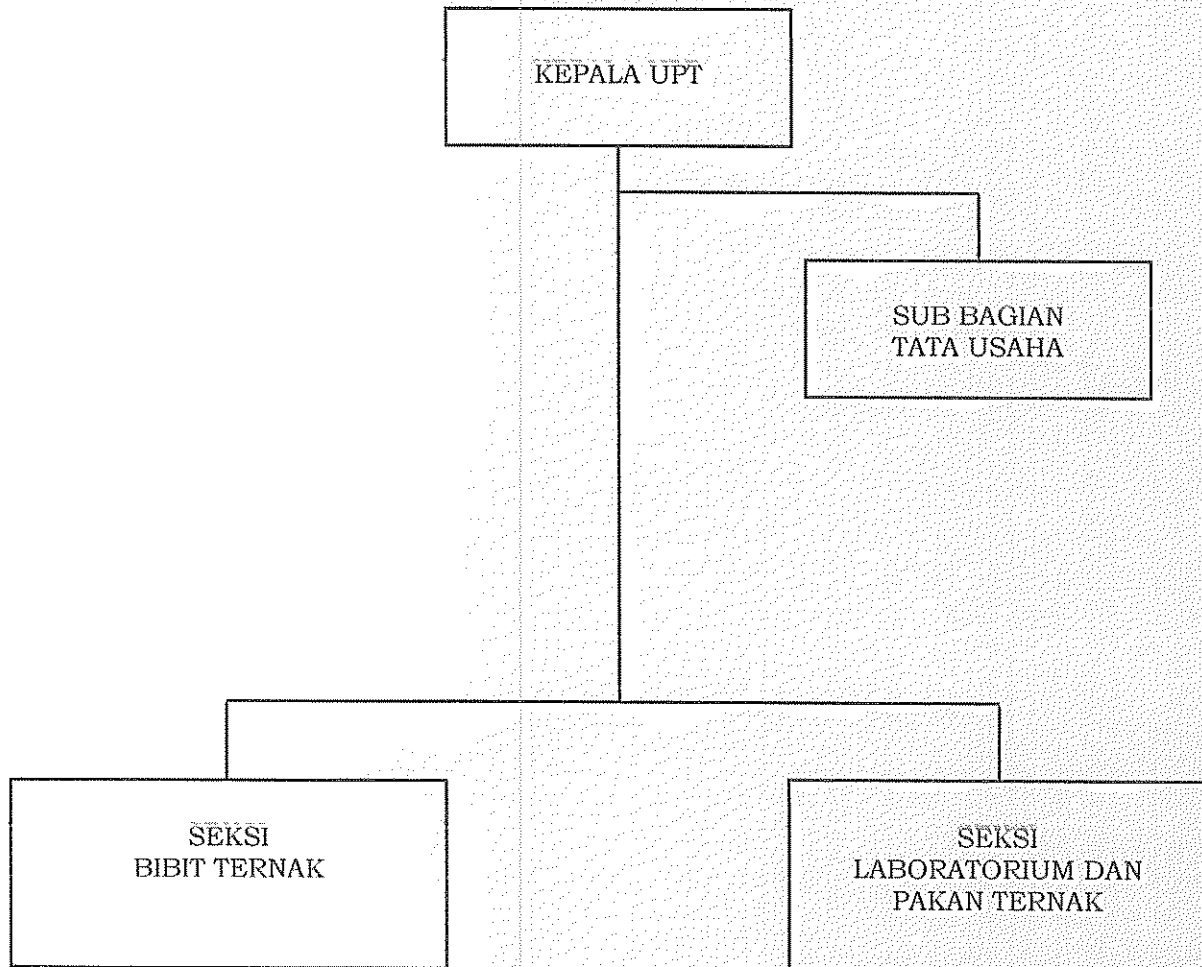 KEPALA UPT
SUB BAGIAN
TATA USAHA
SEKSI
BIBIT TERNAK
SEKSI
LABORATORIUM DAN
PAKAN TERNAK